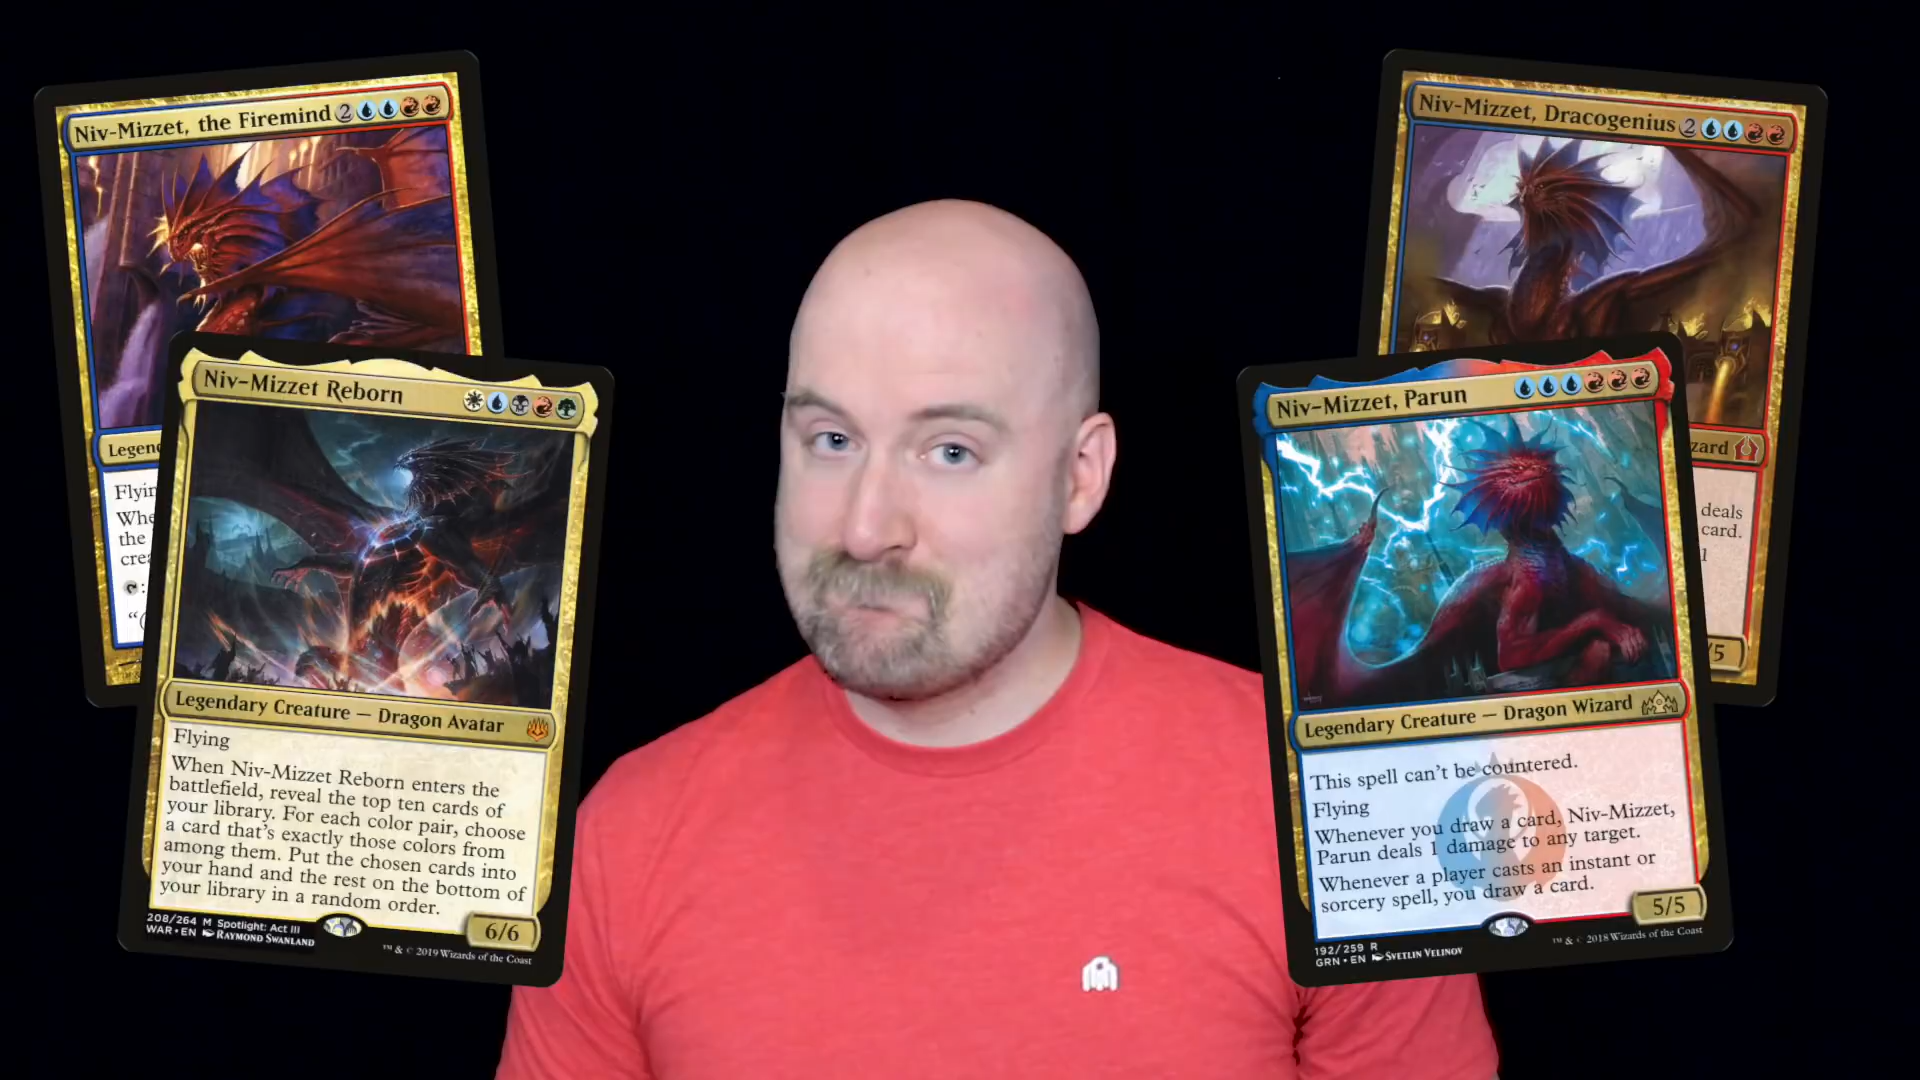 Niv-Mizzet, the Firemind 2
Legen
Flyin
Whe
the
crea
Niv-Mizzet Reborn
Legendary Creature — Dragon Avatar
Flying
When Niv-Mizzet Reborn enters the
battlefield, reveal the top ten cards of
your library. For each color pair, choose
a card that's exactly those colors from
among them. Put the chosen cards into
your hand and the rest on the bottom of
your library in a random order.
208/264 M Spotlight: Act III
WAR • EN RAYMOND SWANLAND
™ & © 2019 Wizards of the Coast
6/6
Niv-Mizzet, Dracogenius 2
zard
deals
card.
1
/5
Niv-Mizzet, Parun
Legendary Creature — Dragon Wizard
This spell can't be countered.
Flying
Whenever you draw a card, Niv-Mizzet,
Parun deals 1 damage to any target.
Whenever a player casts an instant or
sorcery spell, you draw a card.
5/5
192/259 R
GRN • EN SVETLIN VELINOV
™ & © 2018 Wizards of the Coast